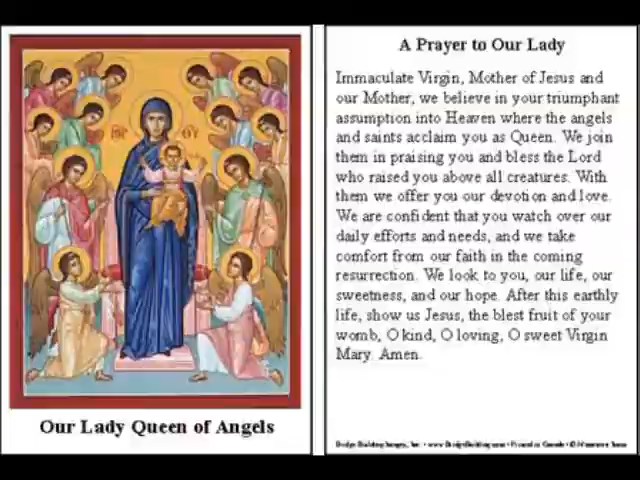 Our Lady Queen of Angels
A Prayer to Our Lady
Immaculate Virgin, Mother of Jesus and
our Mother, we believe in your triumphant
assumption into Heaven where the angels
and saints acclaim you as Queen. We join
them in praising you and bless the Lord
who raised you above all creatures. With
them we offer you our devotion and love.
We are confident that you watch over our
daily efforts and needs, and we take
comfort from our faith in the coming
resurrection. We look to you, our life, our
sweetness, and our hope. After this earthly
life, show us Jesus, the blest fruit of your
womb, O kind, O loving, O sweet Virgin
Mary. Amen.